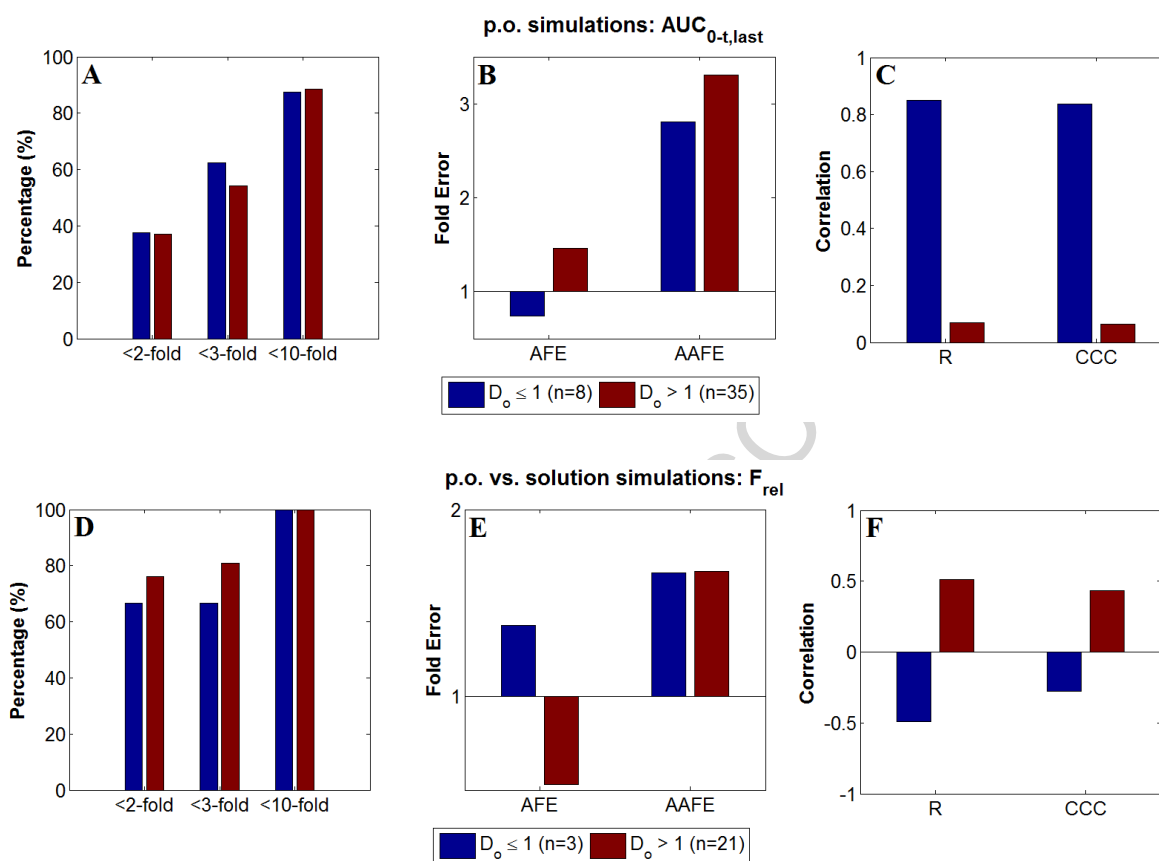 p.o. simulations: AUC0-t,last
A
B
C
Percentage (%)
100
80
60
40
20
0
<2-fold <3-fold <10-fold
Fold Error
3
2
1
AFE AAFE
Correlation
1
0.8
0.6
0.4
0.2
0
R CCC
Do ≤ 1 (n=8) Do > 1 (n=35)
p.o. vs. solution simulations: Frel
D
E
F
Percentage (%)
100
80
60
40
20
0
<2-fold <3-fold <10-fold
Fold Error
2
1
AFE AAFE
Correlation
1
0.5
0
-0.5
-1
R CCC
Do ≤ 1 (n=3) Do > 1 (n=21)